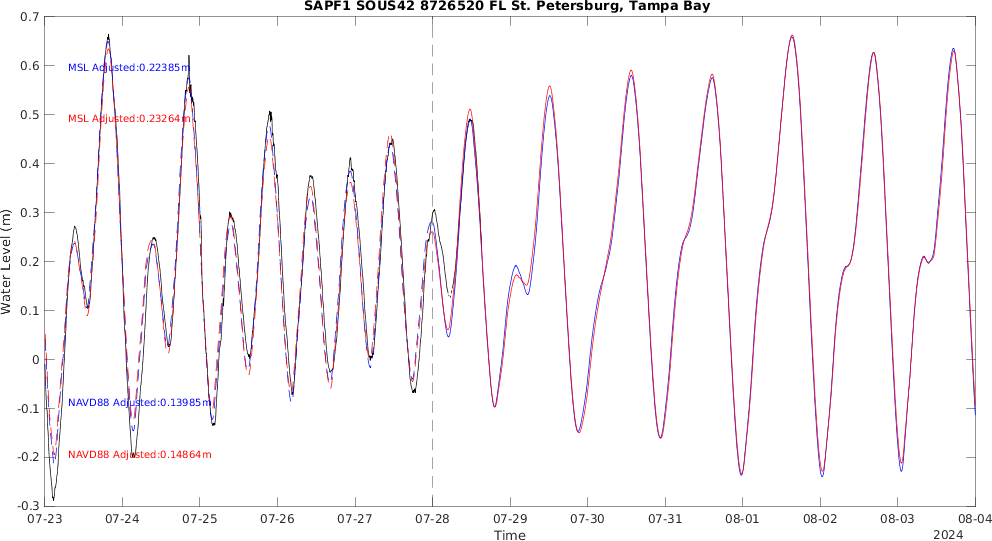 SAPF1 SOUS42 8726520 FL St. Petersburg, Tampa Bay
0.7
0.6
MSL Adjusted:0.22385m
0.5
MSL Adjusted:0.23264m
0.4
0.3
Water Level (m)
0.2
0.1
0
-0.1
NAVD88 Adjusted:0.13985m
-0.2
NAVD88 Adjusted:0.14864m
-0.3
07-23 07-24 07-25 07-26 07-27 07-28 07-29 07-30 07-31 08-01 08-02 08-03 08-04
Time
2024